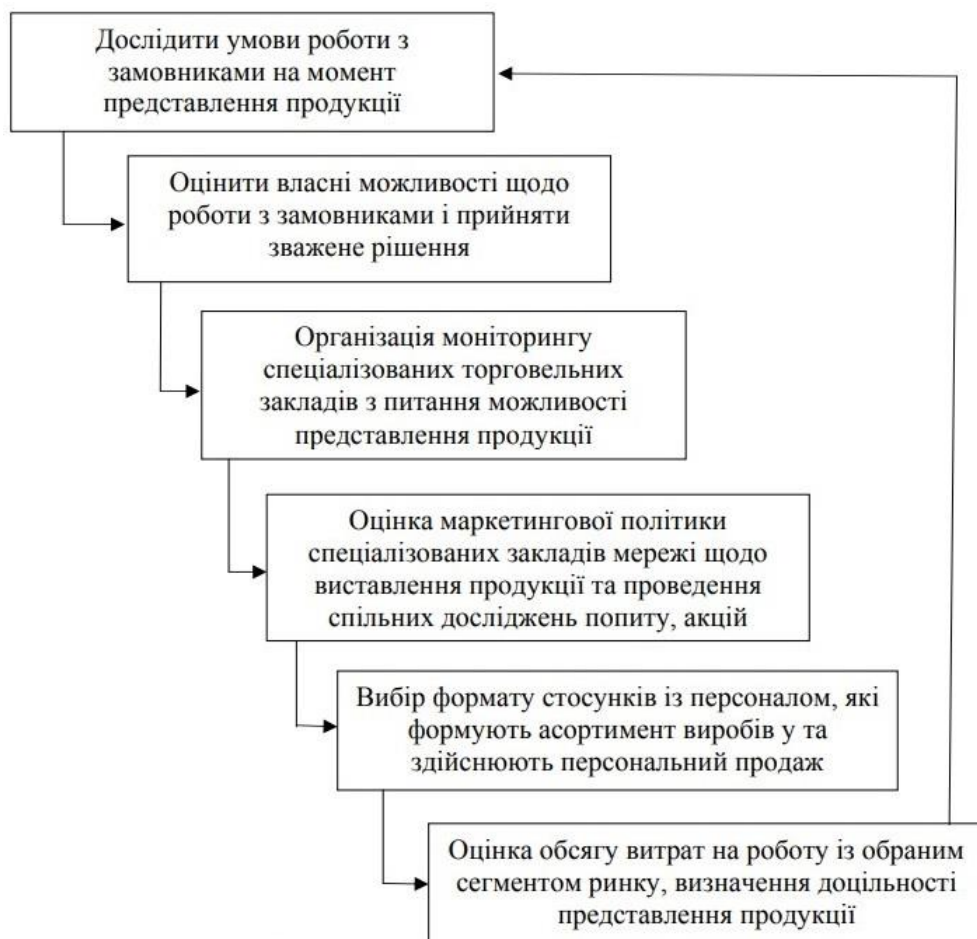 Дослідити умови роботи з
замовниками на момент
представлення продукції
Оцінити власні можливості щодо
роботи з замовниками і прийняти
зважене рішення
Організація моніторингу
спеціалізованих торговельних
закладів з питання можливості
представлення продукції
Оцінка маркетингової політики
спеціалізованих закладів мережі щодо
виставлення продукції та проведення
спільних досліджень попиту, акцій
Вибір формату стосунків із персоналом, які
формують асортимент виробів у та
здійснюють персональний продаж
Оцінка обсягу витрат на роботу із обраним
сегментом ринку, визначення доцільності
представлення продукції